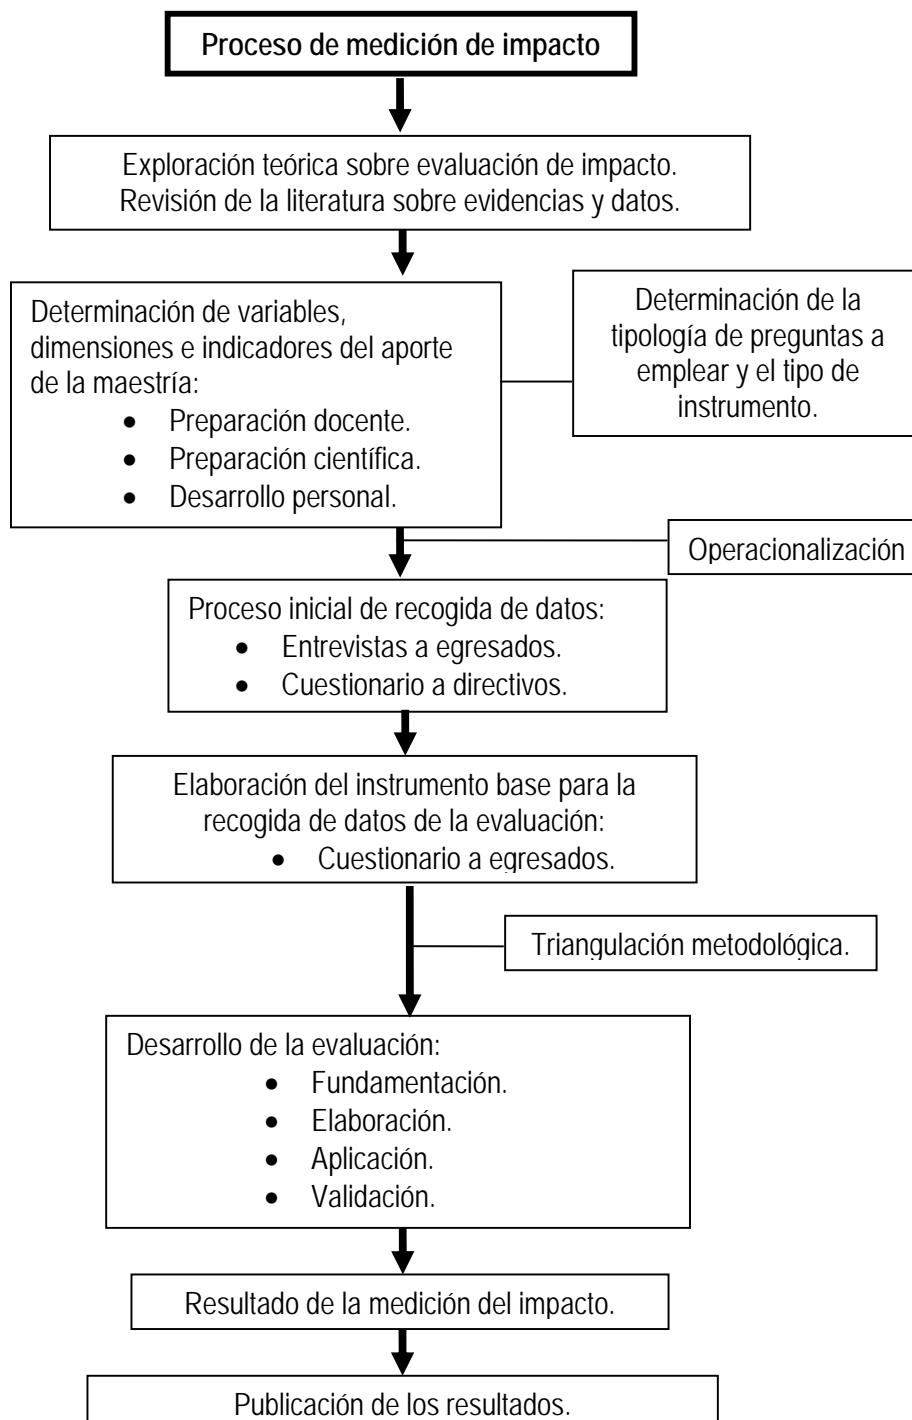 Proceso de medición de impacto
Exploración teórica sobre evaluación de impacto.
Revisión de la literatura sobre evidencias y datos.
Determinación de variables,
dimensiones e indicadores del aporte
de la maestría:
• Preparación docente.
• Preparación científica.
• Desarrollo personal.
Determinación de la
tipología de preguntas a
emplear y el tipo de
instrumento.
Operacionalización
Proceso inicial de recogida de datos:
• Entrevistas a egresados.
• Cuestionario a directivos.
Elaboración del instrumento base para la
recogida de datos de la evaluación:
• Cuestionario a egresados.
Triangulación metodológica.
Desarrollo de la evaluación:
• Fundamentación.
• Elaboración.
• Aplicación.
• Validación.
Resultado de la medición del impacto.
Publicación de los resultados.